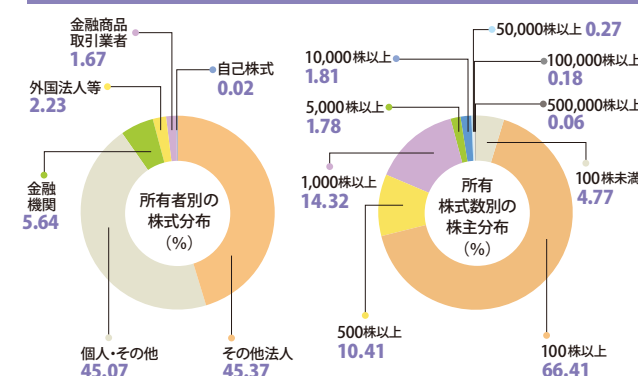 金融商品
取引業者
1.67
自己株式
0.02
外国法人等
2.23
金融
機関
5.64
所有者別の
株式分布
（%）
個人・その他
45.07
その他法人
45.37
50,000株以上 0.27
10,000株以上
1.81
100,000株以上
0.18
5,000株以上
1.78
500,000株以上
0.06
1,000株以上
14.32
100株未満
4.77
所有
株式数別の
株主分布
（%）
500株以上
10.41
100株以上
66.41